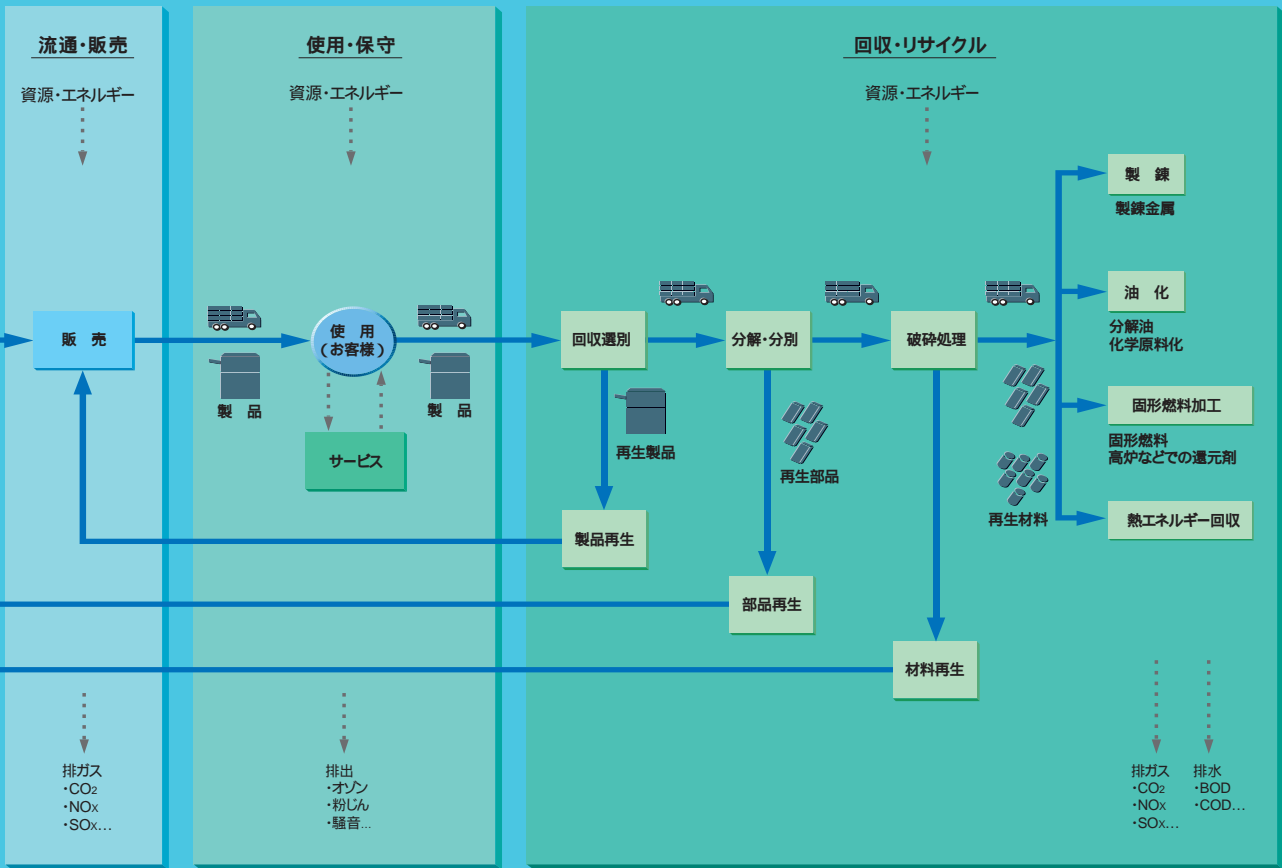 流通・販売
資源・エネルギー
販 売
排ガス
・CO2
・NOX
・SOX…
使用・保守
資源・エネルギー
製 品
使 用
(お客様)
製 品
サービス
排出
・オゾン
・粉じん
・騒音...
回収・リサイクル
資源・エネルギー
回収選別
分解・分別
破砕処理
再生製品
再生部品
再生材料
製品再生
部品再生
材料再生
製 錬
製錬金属
油 化
分解油
化学原料化
固形燃料加工
固形燃料
高炉などでの還元剤
熱エネルギー回収
排ガス
・CO2
・NOX
・SOX…
排水
・BOD
・COD…